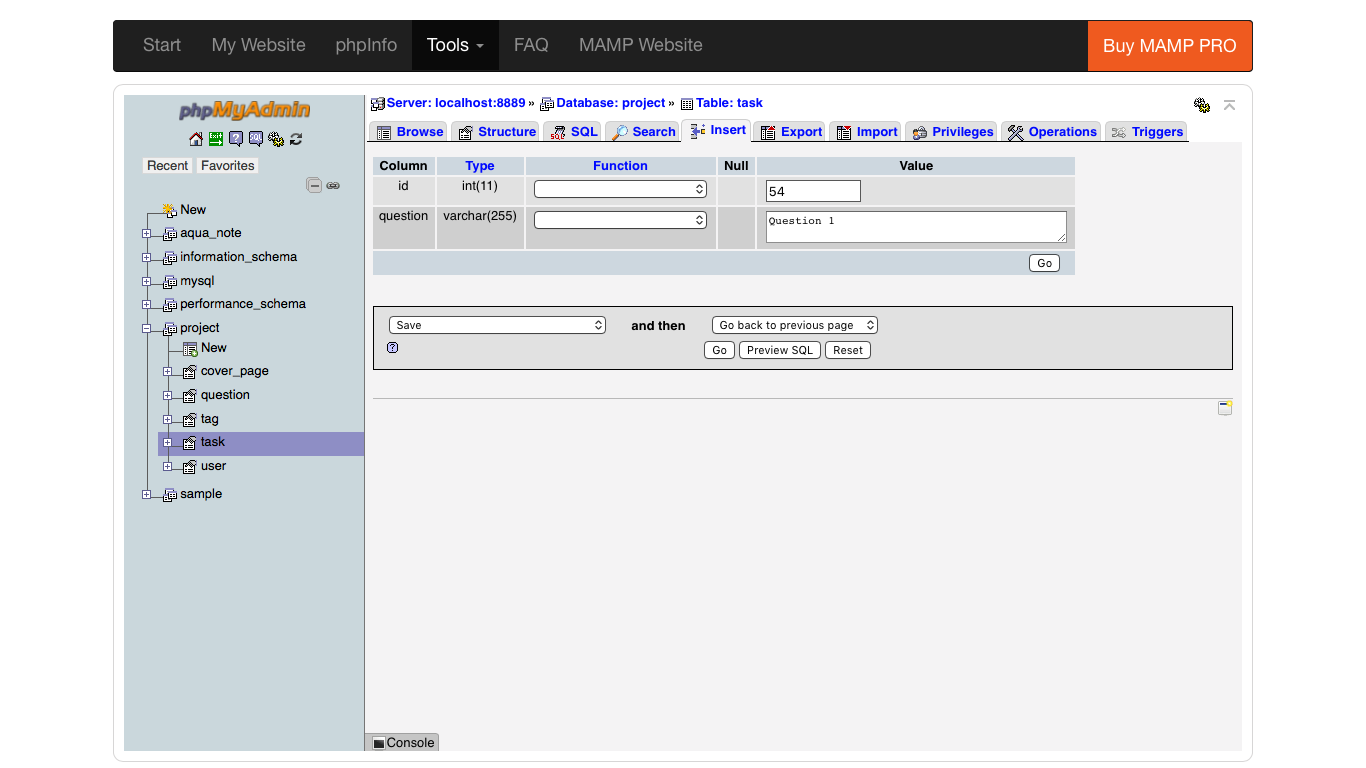 Start My Website phpInfo Tools FAQ MAMP Website Buy MAMP PRO
phpMyAdmin
Recent Favorites
New
aqua_note
information_schema
mysql
performance_schema
project
New
cover_page
question
tag
task
user
sample
Server: localhost:8889 » Database: project » Table: task
Browse Structure SQL Search Insert Export Import Privileges Operations Triggers
Column Type Function Null Value
id int(11) 54
question varchar(255) Question 1
Go
Save and then Go back to previous page
Go Preview SQL Reset
Console